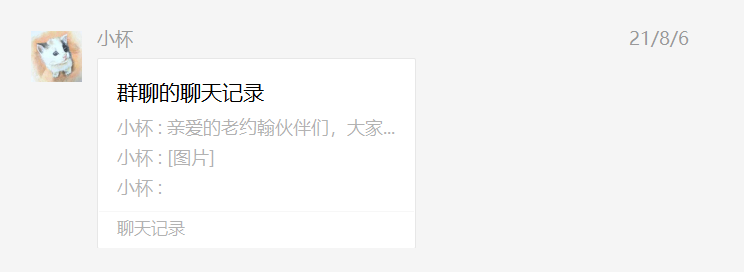 小杯 21/8/6
群聊的聊天记录
小杯 : 亲爱的老约翰伙伴们，大家...
小杯 : [图片]
小杯 :
聊天记录